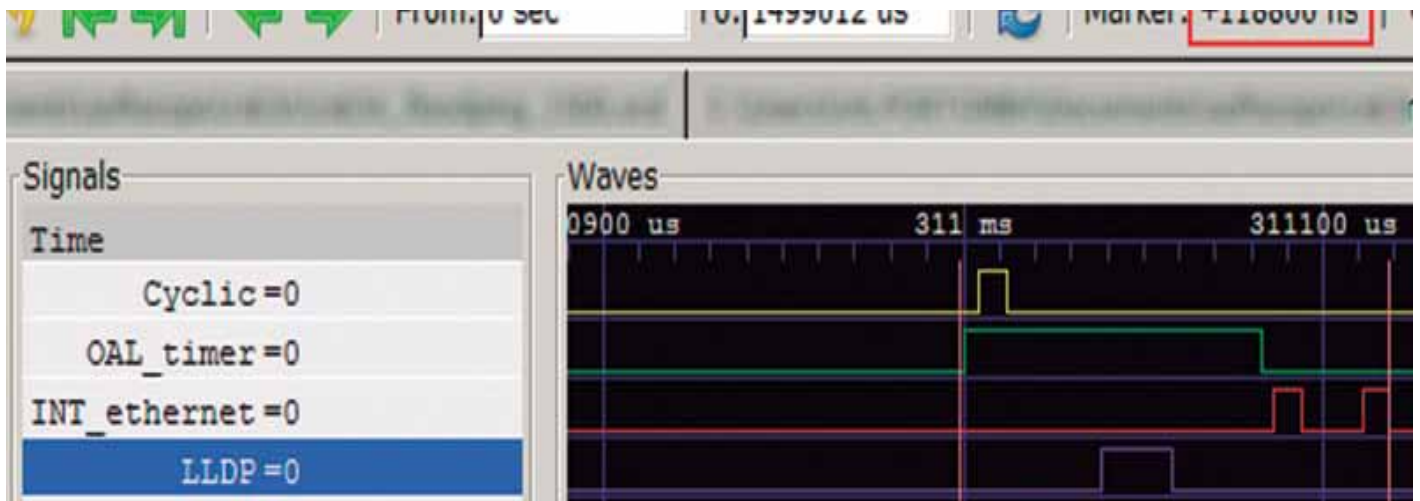 From: 0 sec To: 1499012 us Marker: +118800 ns
Signals
Waves
Time
0900 us 311 ms 311100 us
Cyclic=0
OAL_timer=0
INT_ethernet=0
LLDP=0